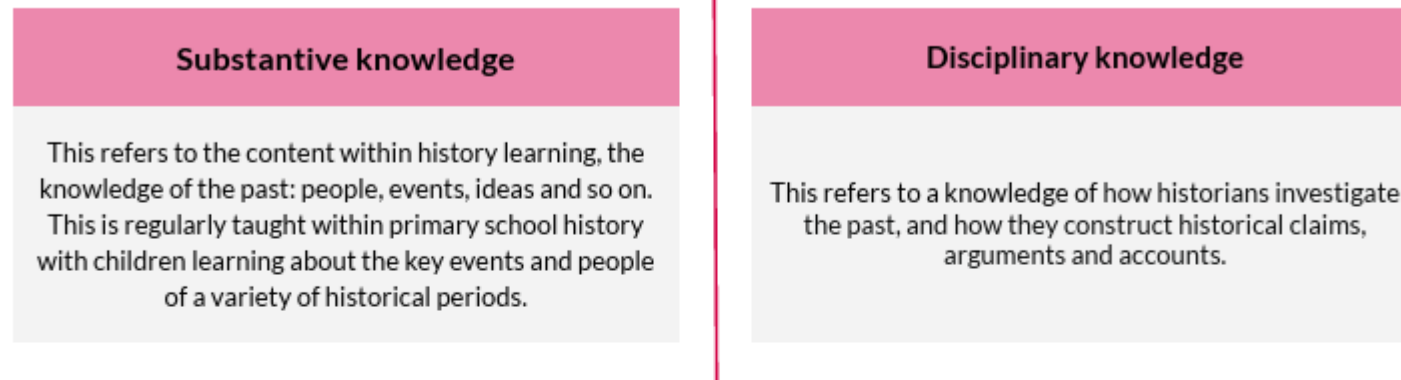 Substantive knowledge
This refers to the content within history learning, the
knowledge of the past: people, events, ideas and so on.
This is regularly taught within primary school history
with children learning about the key events and people
of a variety of historical periods.
Disciplinary knowledge
This refers to a knowledge of how historians investigate
the past, and how they construct historical claims,
arguments and accounts.